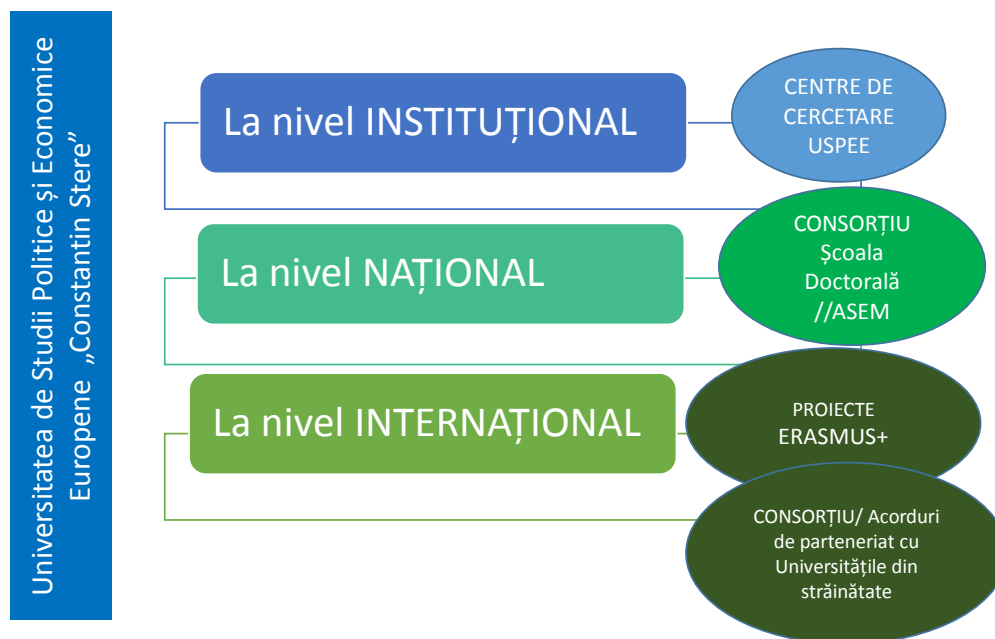 Universitatea de Studii Politice și Economice
Europene „Constantin Stere”
La nivel INSTITUȚIONAL
CENTRE DE
CERCETARE
USPEE
La nivel NAȚIONAL
CONSORȚIU
Școala
Doctorală
//ASEM
La nivel INTERNAȚIONAL
PROIECTE
ERASMUS+
CONSORȚIU/ Acorduri
de parteneriat cu
Universitățile din
străinătate